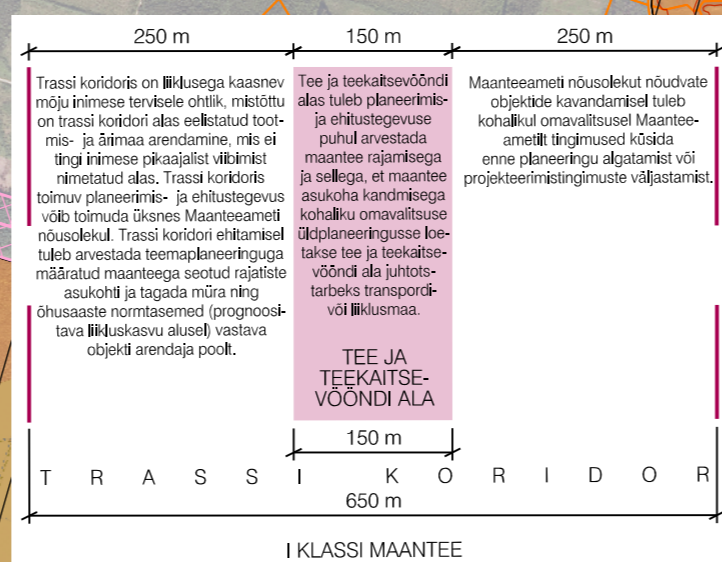 250 m 150 m 250 m
Trassi koridoris on liiklusega kaasnev
mõju inimese tervisele ohtlik, mistõttu
on trassi koridori alas eelistatud toot-
mis- ja ärimaa arendamine, mis ei
tingi inimese pikaajalist viibimist
nimetatud alas. Trassi koridoris
toimuv planeerimis- ja ehitustegevus
võib toimuda üksnes Maanteeameti
nõusolekul. Trassi koridori ehitamisel
tuleb arvestada teemaplaneeringuga
määratud maanteega seotud rajatiste
asukohti ja tagada müra ning
õhusaaste normtasemed (prognoosi-
tava liikluskasvu alusel) vastava
objekti arendaja poolt.
Tee ja teekaitsevööndi
alas tuleb planeerimis-
ja ehitustegevuse
puhul arvestada
maantee rajamisega
ja sellega, et maantee
asukoha kandmisega
kohaliku omavalitsuse
üldplaneeringusse loe-
takse tee ja teekaitse-
vööndi ala juhtots-
tarbeks transpordi-
või liiklusmaa.
TEE JA
TEEKAITSE-
VÖÖNDI ALA
Maanteeameti nõusolekut nõudvate
objektide kavandamisel tuleb
kohalikul omavalitsusel Maantee-
ametilt tingimused küsida
enne planeeringu algatamist või
projekteerimistingimuste väljastamist.
150 m
TRASSI KORIDOR
650 m
I KLASSI MAANTEE